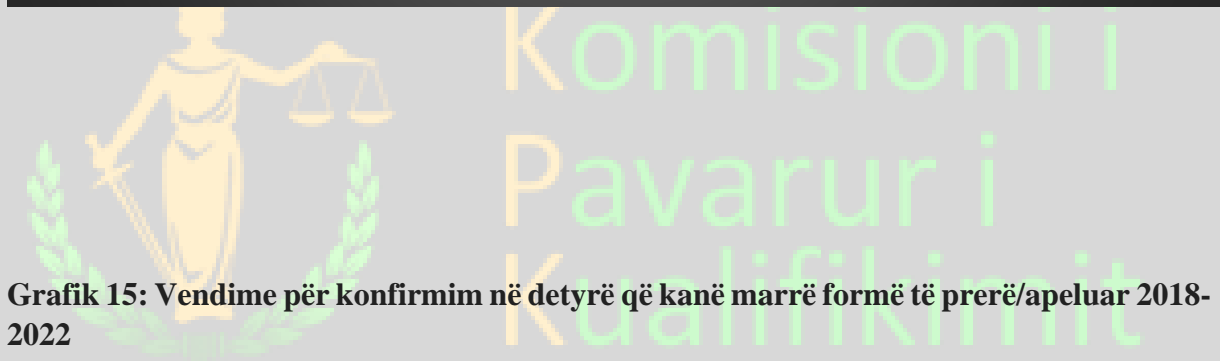 Komisioni i
Pavarur i
Kualifikimit
Grafik 15: Vendime për konfirmim në detyrë që kanë marrë formë të prerë/apeluar 2018-
2022